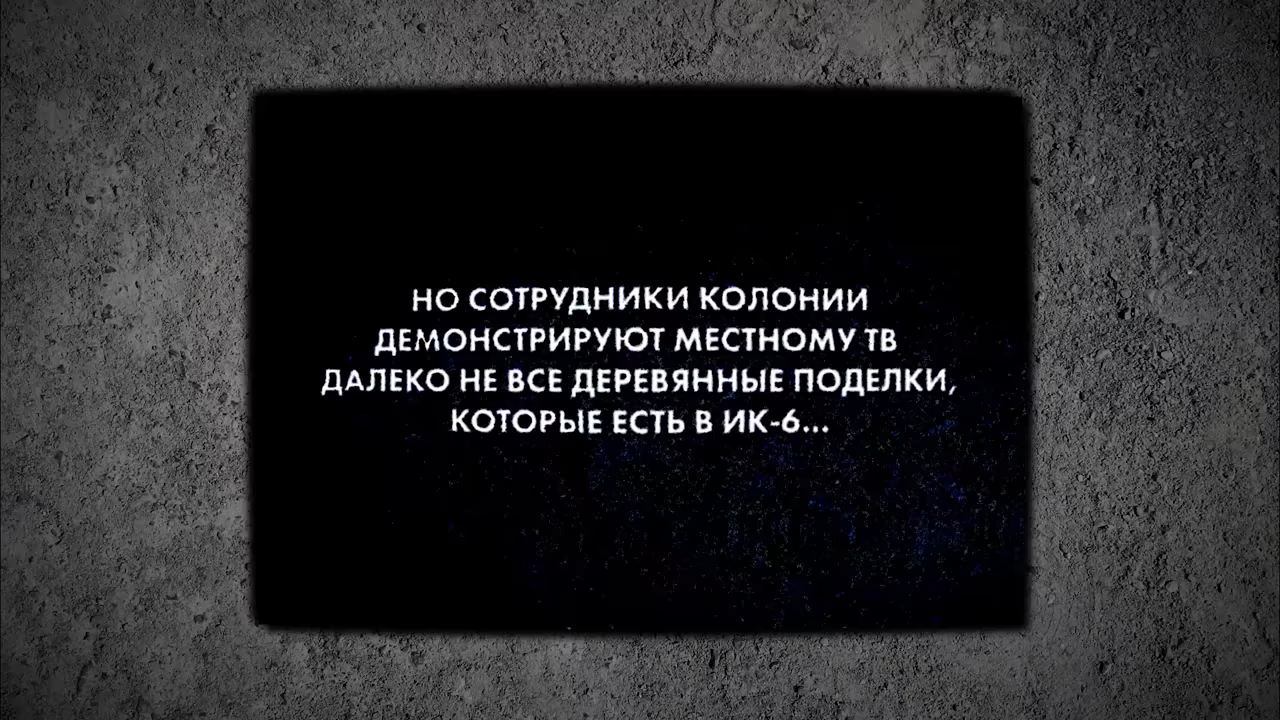 НО СОТРУДНИКИ КОЛОНИИ
ДЕМОНСТРИРУЮТ МЕСТНОМУ ТВ
ДАЛЕКО НЕ ВСЕ ДЕРЕВЯННЫЕ ПОДЕЛКИ,
КОТОРЫЕ ЕСТЬ В ИК-6...